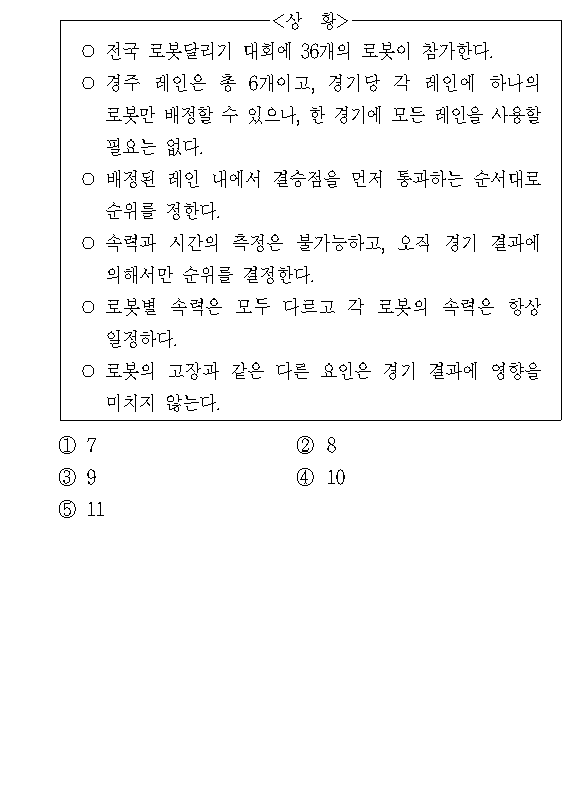 <상 황>
○ 전국 로봇달리기 대회에 36개의 로봇이 참가한다.
○ 경주 레인은 총 6개이고, 경기당 각 레인에 하나의
로봇만 배정할 수 있으나, 한 경기에 모든 레인을 사용할
필요는 없다.
○ 배정된 레인 내에서 결승점을 먼저 통과하는 순서대로
순위를 정한다.
○ 속력과 시간의 측정은 불가능하고, 오직 경기 결과에
의해서만 순위를 결정한다.
○ 로봇별 속력은 모두 다르고 각 로봇의 속력은 항상
일정하다.
○ 로봇의 고장과 같은 다른 요인은 경기 결과에 영향을
미치지 않는다.
① 7 ② 8
③ 9 ④ 10
⑤ 11